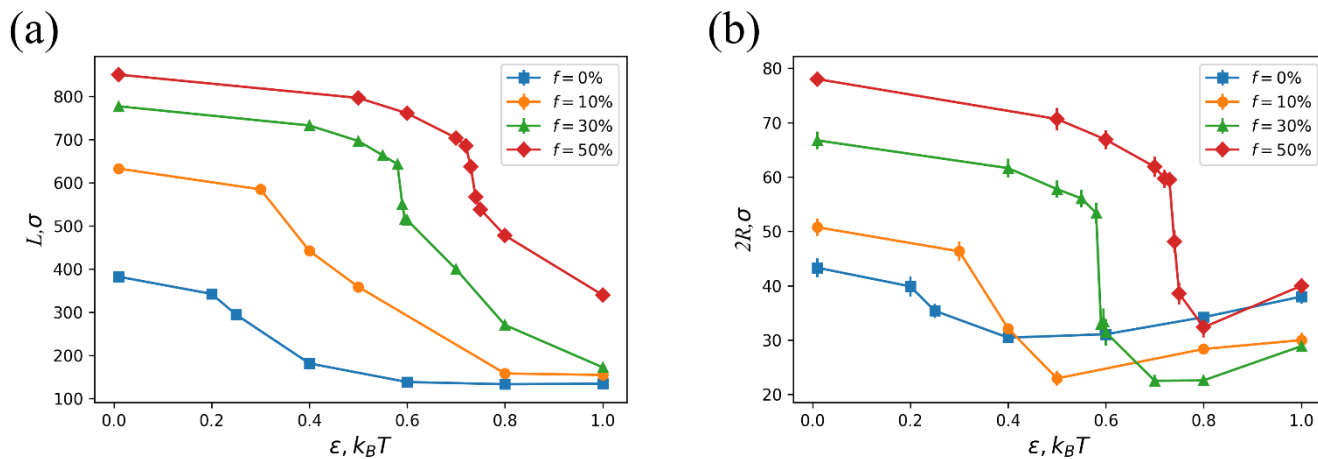 (a)
800
700
600
500
400
300
200
100
L,σ
0.0 0.2 0.4 0.6 0.8 1.0
ε, k_BT
f = 0%
f = 10%
f = 30%
f = 50%
(b)
80
70
60
50
40
30
20
2R,σ
0.0 0.2 0.4 0.6 0.8 1.0
ε, k_BT
f = 0%
f = 10%
f = 30%
f = 50%